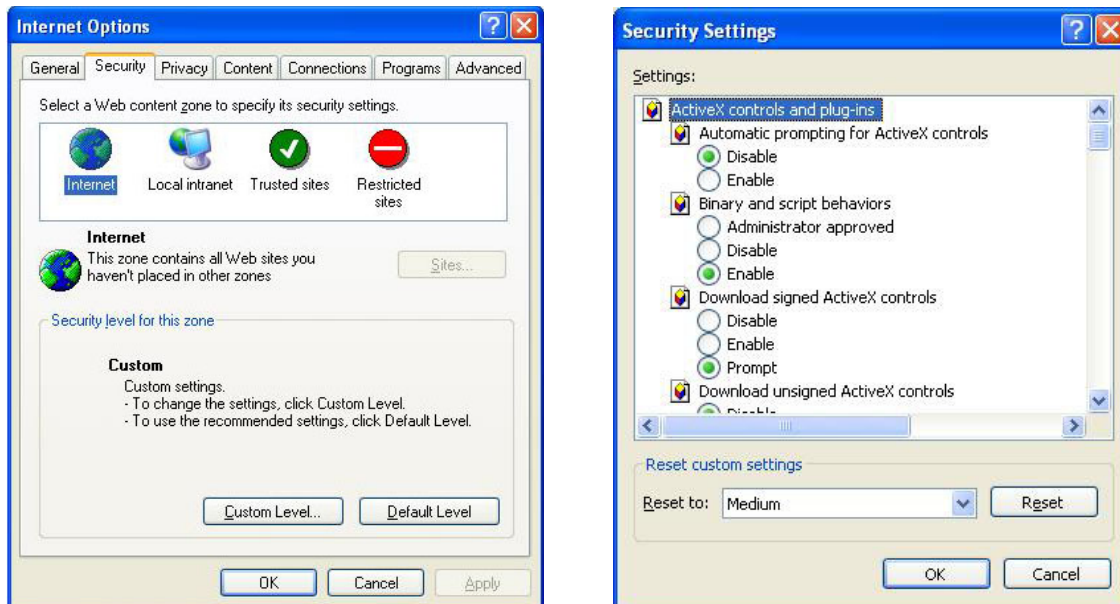 Internet Options
General Security Privacy Content Connections Programs Advanced
Select a Web content zone to specify its security settings.
Internet Local intranet Trusted sites Restricted sites
Internet
This zone contains all Web sites you
haven't placed in other zones
Sites...
Security level for this zone
Custom
Custom settings.
- To change the settings, click Custom Level.
- To use the recommended settings, click Default Level.
Custom Level... Default Level
OK Cancel Apply
Security Settings
Settings:
ActiveX controls and plug-ins
Automatic prompting for ActiveX controls
Disable
Enable
Binary and script behaviors
Administrator approved
Disable
Enable
Download signed ActiveX controls
Disable
Enable
Prompt
Download unsigned ActiveX controls
Disable
Reset custom settings
Reset to: Medium Reset
OK Cancel